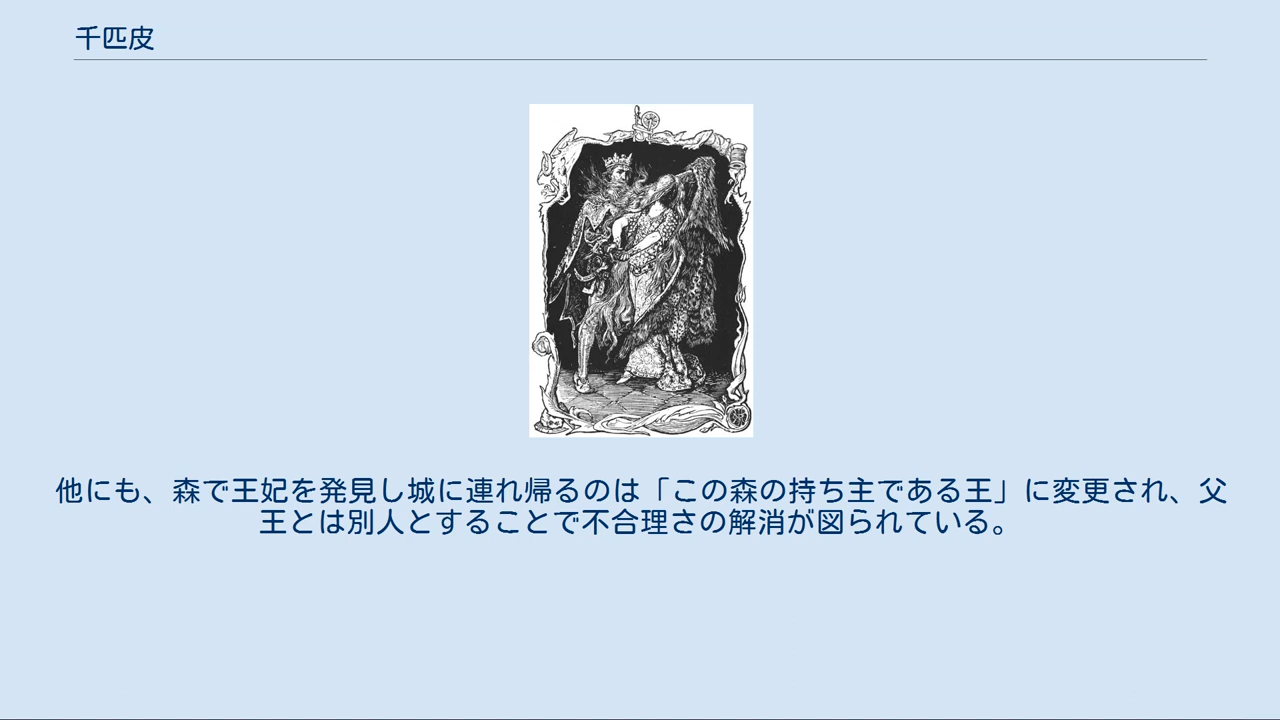 千匹皮
他にも、森で王妃を発見し城に連れ帰るのは「この森の持ち主である王」に変更され、父
王とは別人とすることで不合理さの解消が図られている。